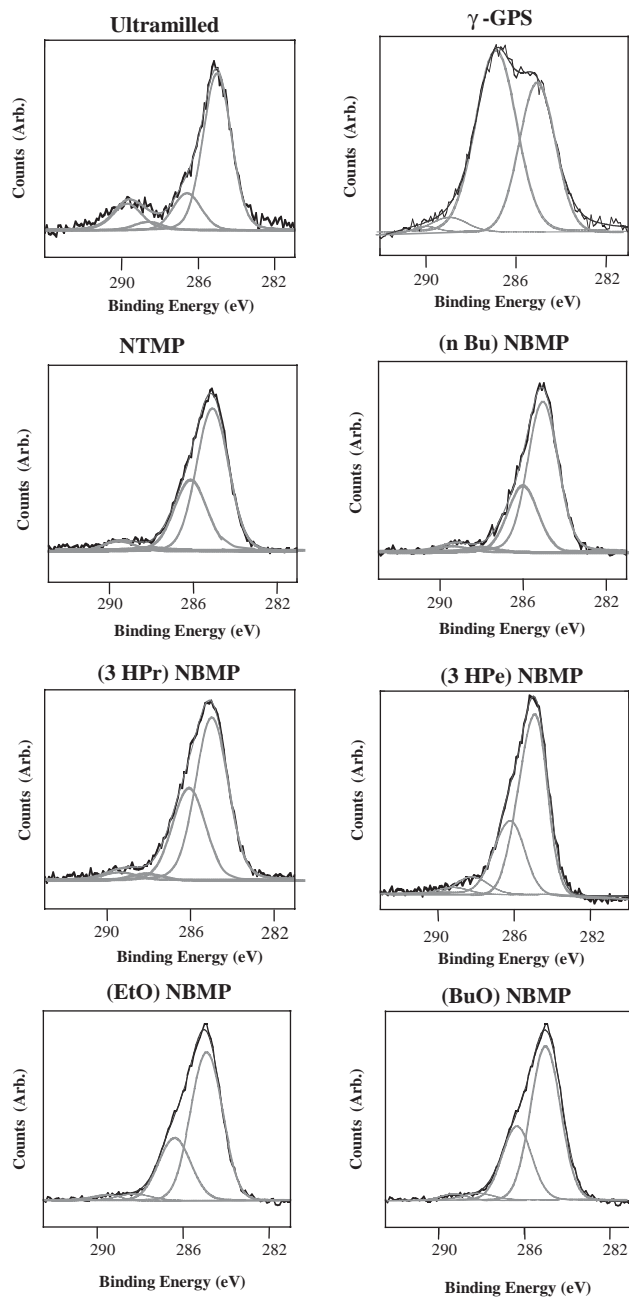 Ultramilled
Counts (Arb.)
290 286 282
Binding Energy (eV)
γ -GPS
Counts (Arb.)
290 286 282
Binding Energy (eV)
NTMP
Counts (Arb.)
290 286 282
Binding Energy (eV)
(n Bu) NBMP
Counts (Arb.)
290 286 282
Binding Energy (eV)
(3 HPr) NBMP
Counts (Arb.)
290 286 282
Binding Energy (eV)
(3 HPe) NBMP
Counts (Arb.)
290 286 282
Binding Energy (eV)
(EtO) NBMP
Counts (Arb.)
290 286 282
Binding Energy (eV)
(BuO) NBMP
Counts (Arb.)
290 286 282
Binding Energy (eV)